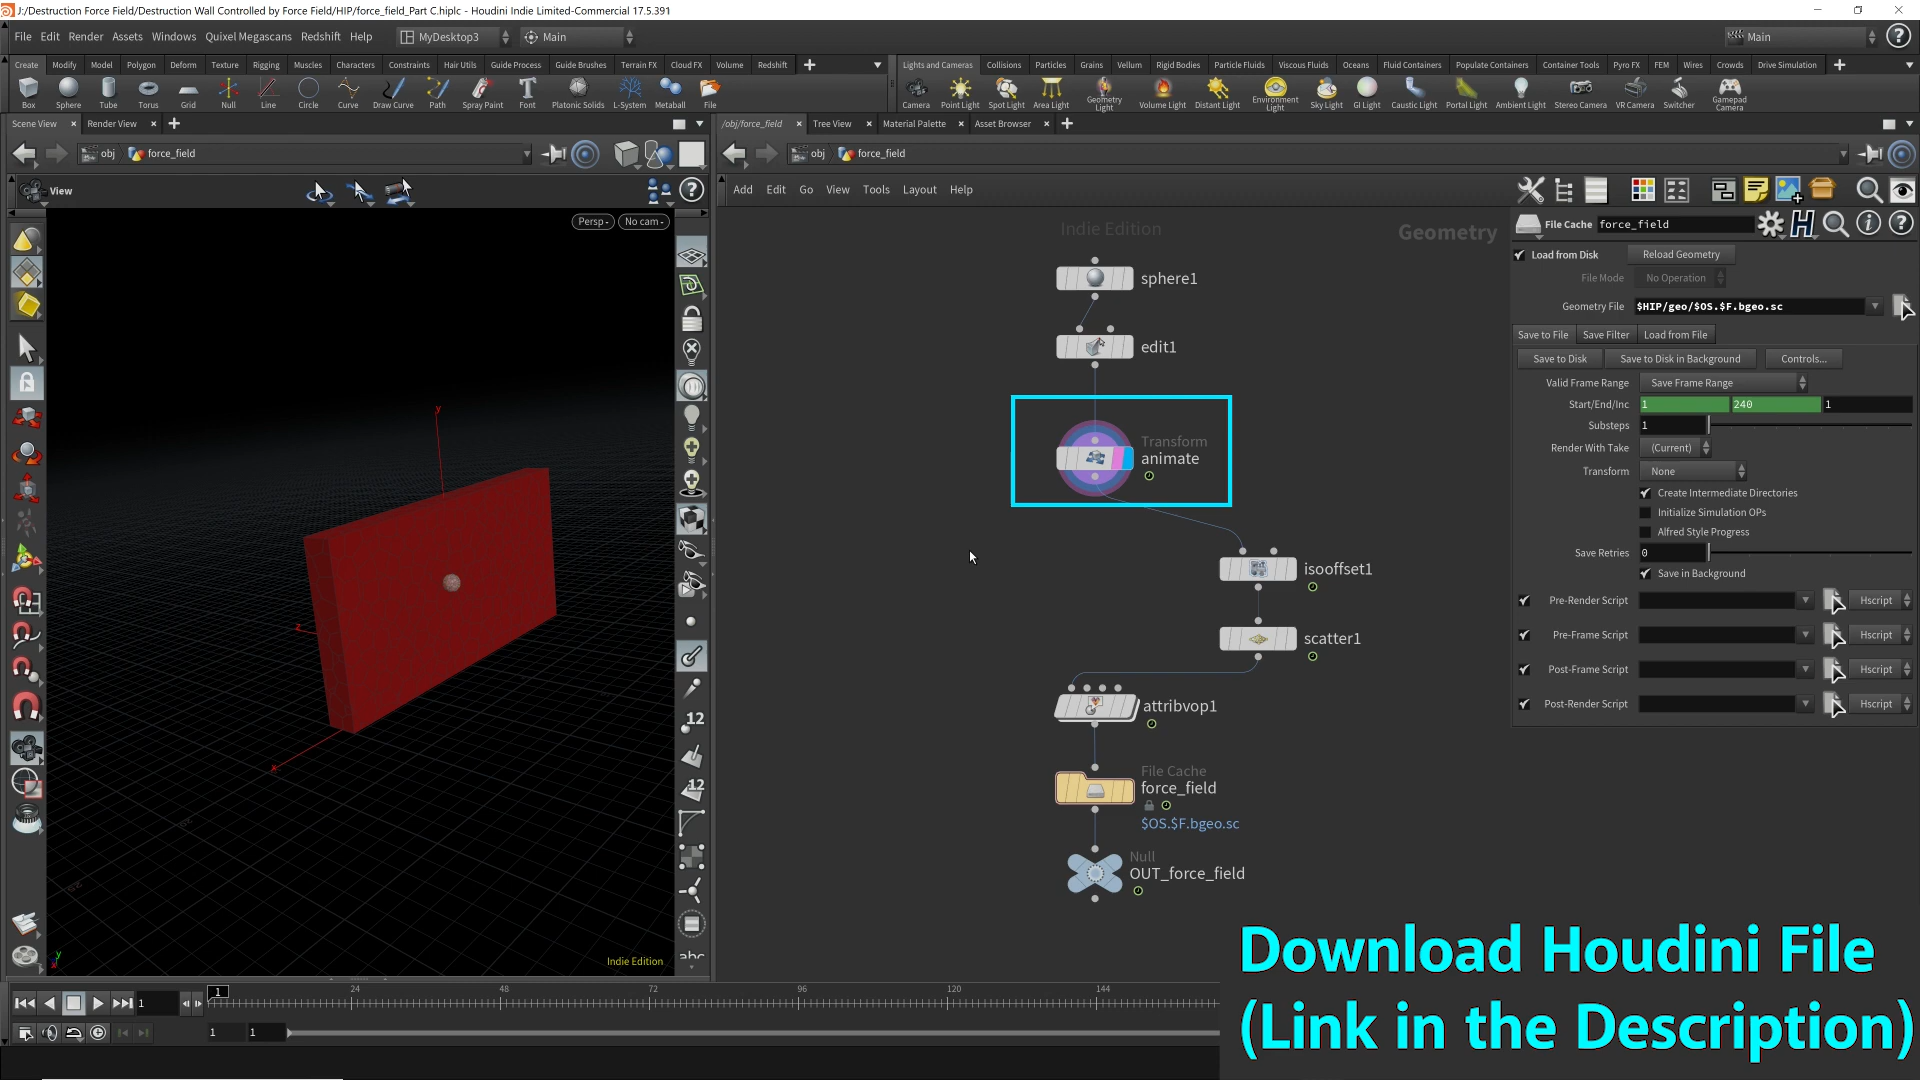 J:/Destruction Force Field/Destruction Wall Controlled by Force Field/HIP/force_field_Part C.hiplc - Houdini Indie Limited-Commercial 17.5.391
File Edit Render Assets Windows Quixel Megascans Redshift Help MyDesktop3 Main Main
Create Modify Model Polygon Deform Texture Rigging Muscles Characters Constraints Hair Utils Guide Process Guide Brushes Terrain FX Cloud FX Volume Redshift
Lights and Cameras Collisions Particles Grains Vellum Rigid Bodies Particle Fluids Viscous Fluids Oceans Fluid Containers Populate Containers Container Tools Pyro FX FEM Wires Crowds Drive Simulation
Box Sphere Tube Torus Grid Null Line Circle Curve Draw Curve Path Spray Paint Font Platonic Solids L-System Metaball File
Camera Point Light Spot Light Area Light Geometry Light Volume Light Distant Light Environment Light Sky Light GI Light Caustic Light Portal Light Ambient Light Stereo Camera VR Camera Switcher Gamepad Camera
Scene View Render View
/obj/force_field Tree View Material Palette Asset Browser
obj force_field
obj force_field
View
Add Edit Go View Tools Layout Help
Persp No cam
Indie Edition
Geometry
File Cache force_field
Load from Disk Reload Geometry
File Mode No Operation
Geometry File $HIP/geo/$OS.$F.bgeo.sc
Save to File Save Filter Load from File
Save to Disk Save to Disk in Background Controls...
Valid Frame Range Save Frame Range
Start/End/Inc 1 240 1
Substeps 1
Render With Take (Current)
Transform None
Create Intermediate Directories
Initialize Simulation OPs
Alfred Style Progress
Save Retries 0
Save in Background
Pre-Render Script Hscript
Pre-Frame Script Hscript
Post-Frame Script Hscript
Post-Render Script Hscript
sphere1
edit1
Transform
animate
isooffset1
scatter1
attribvop1
File Cache
force_field
$OS.$F.bgeo.sc
Null
OUT_force_field
y
z
x
12
12
abc
y
Indie Edition
1
1 24 48 72 96 120 144
1 1
Download Houdini File
(Link in the Description)